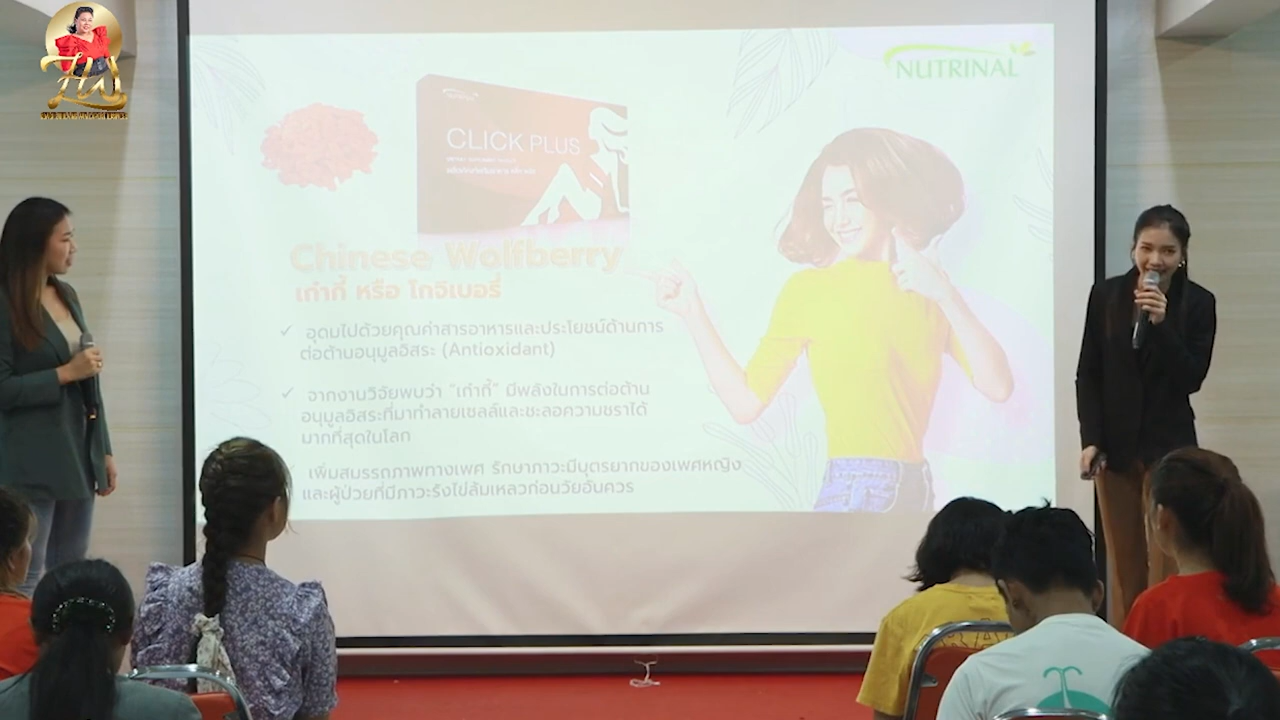 NUTRINAL
CLICK PLUS
Chinese Wolfberry
เก๋ากี้ หรือ โกจิเบอรี่
✓ อุดมไปด้วยคุณค่าสารอาหารและประโยชน์ด้านการ
ต่อต้านอนุมูลอิสระ (Antioxidant)
✓ จากงานวิจัยพบว่า "เก๋ากี้" มีพลังในการต่อต้าน
อนุมูลอิสระที่มาทำลายเซลล์และชะลอความชราได้
มากที่สุดในโลก
เพิ่มสมรรถภาพทางเพศ รักษาภาวะมีบุตรยากของเพศหญิง
และผู้ป่วยที่มีภาวะรังไข่ล้มเหลวก่อนวัยอันควร